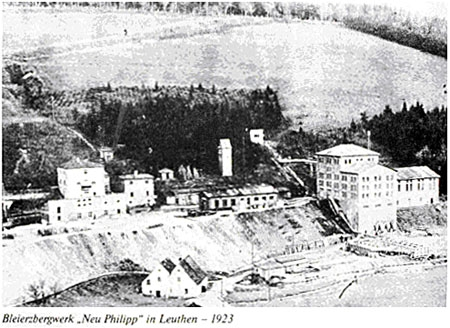 Bleierzbergwerk „Neu Philipp" in Leuthen – 1923